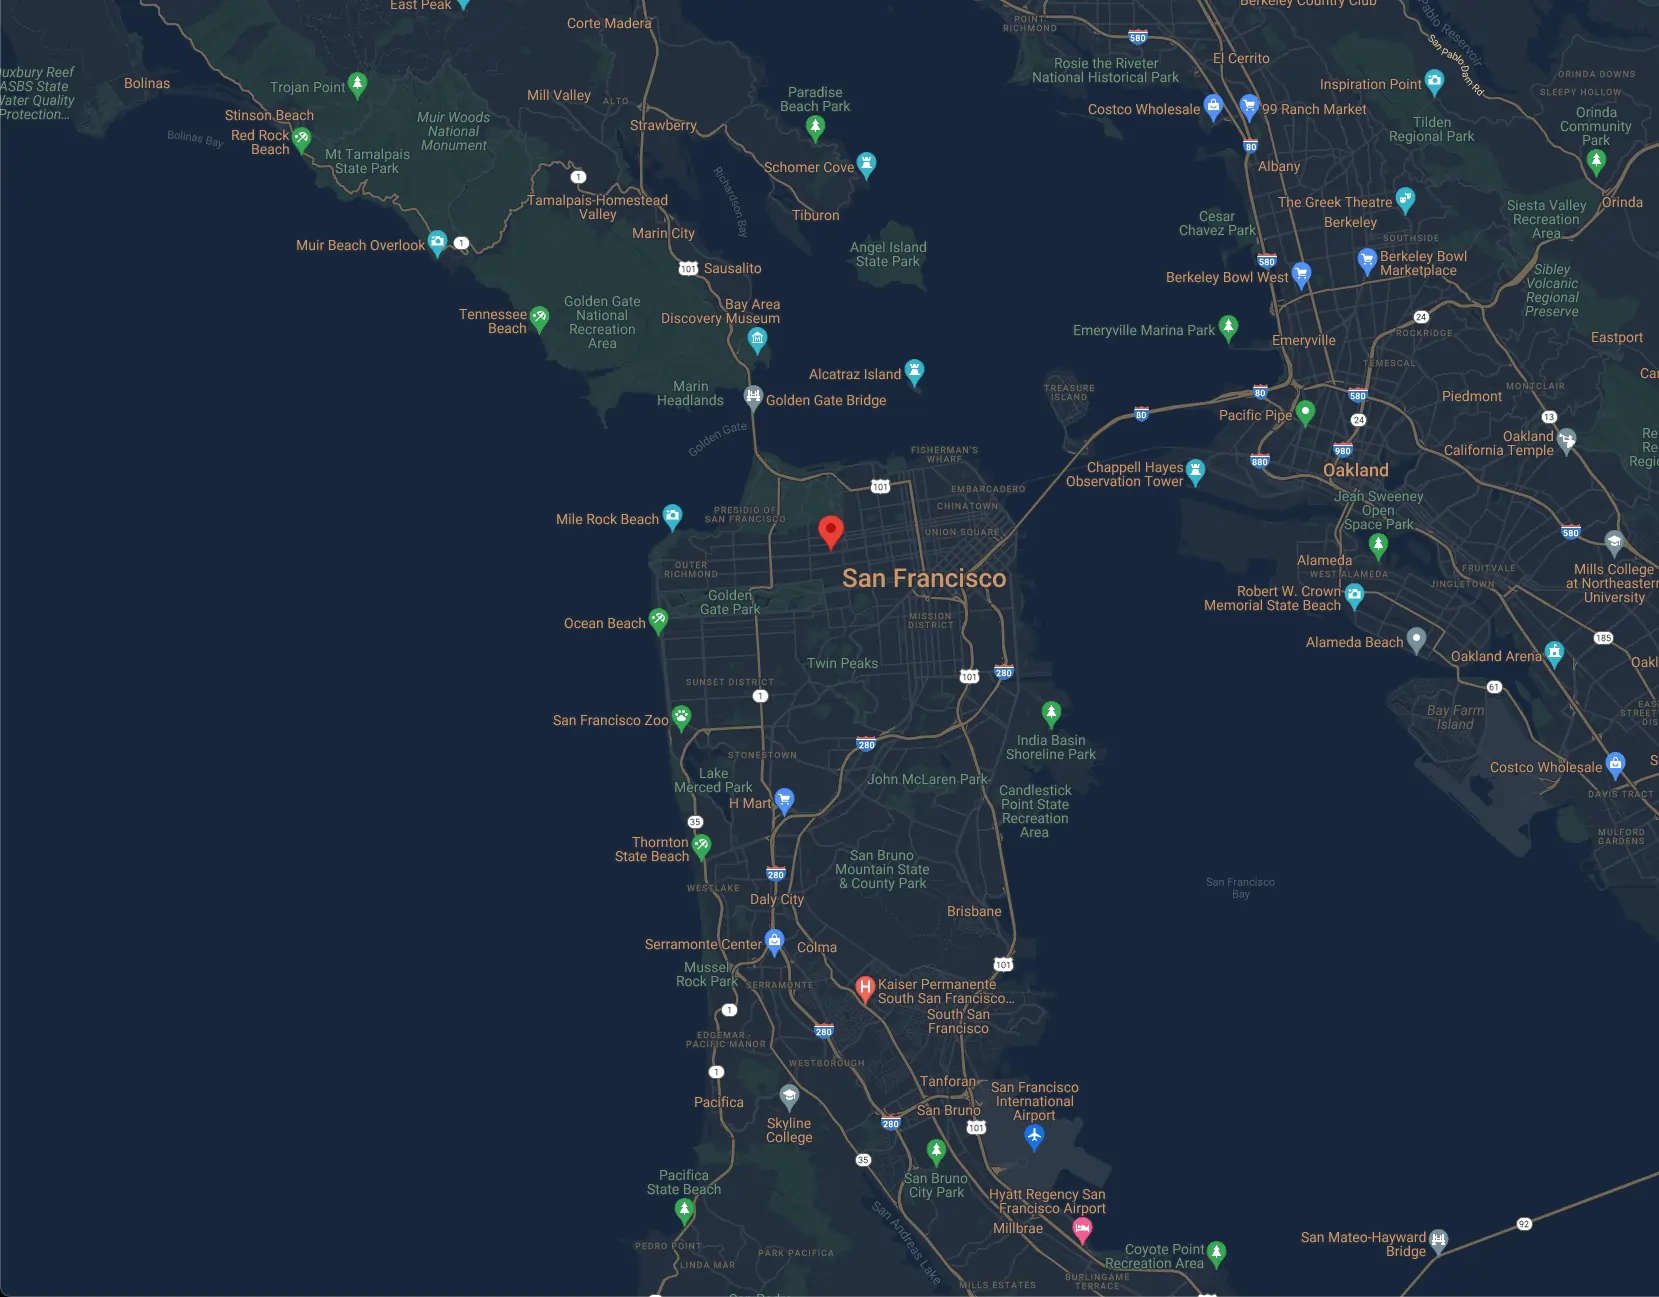 East Peak
Corte Madera
POINT
RICHMOND
580
Berkeley Country Club
Pablo Reservoir
San Pablo Dam Rd
El Cerrito
Rosie the Riveter
National Historical Park
Inspiration Point
ORINDA DOWNS
SLEEPY HOLLOW
uxbury Reef
ASBS State
Water Quality
Protection...
Bolinas
Trojan Point
Mill Valley
ALTO
Paradise
Beach Park
Costco Wholesale
99 Ranch Market
Tilden
Regional Park
Orinda
Community
Park
Stinson Beach
Red Rock
Beach
Bolinas Bay
Muir Woods
National
Monument
Strawberry
80
Mt Tamalpais
State Park
Schomer Cove
Albany
1
Richardson Bay
Tamalpais-Homestead
Valley
Tiburon
The Greek Theatre
Berkeley
Siesta Valley
Recreation
Area
Orinda
Cesar
Chavez Park
Marin City
SOUTHSIDE
Muir Beach Overlook
1
Angel Island
State Park
580
Berkeley Bowl
Marketplace
101
Sausalito
Berkeley Bowl West
Sibley
Volcanic
Regional
Preserve
Golden Gate
National
Recreation
Area
Bay Area
Discovery Museum
Tennessee
Beach
24
ROCKRIDGE
Emeryville Marina Park
Emeryville
Eastport
TEMESCAL
Alcatraz Island
Marin
Headlands
Golden Gate Bridge
TREASURE
ISLAND
80
580
MONTCLAIR
Piedmont
Pacific Pipe
80
24
13
Golden Gate
Oakland
California Temple
980
880
FISHERMAN'S
WHARF
Chappell Hayes
Observation Tower
Oakland
101
EMBARCADERO
CHINATOWN
Jean Sweeney
Open
Space Park
PRESIDIO OF
SAN FRANCISCO
Mile Rock Beach
UNION SQUARE
580
OUTER
RICHMOND
San Francisco
Alameda
WEST ALAMEDA
FRUITVALE
JINGLETOWN
Mills College
at Northeastern
University
Golden
Gate Park
Robert W. Crown
Memorial State Beach
Ocean Beach
MISSION
DISTRICT
Alameda Beach
185
Oakland Arena
Twin Peaks
101
280
SUNSET DISTRICT
1
61
Bay Farm
Island
San Francisco Zoo
280
India Basin
Shoreline Park
STONESTOWN
Lake
Merced Park
John McLaren Park
Costco Wholesale
H Mart
Candlestick
Point State
Recreation
Area
DAVIS TRACT
35
MULFORD
GARDENS
Thornton
State Beach
San Bruno
Mountain State
& County Park
280
WESTLAKE
San Francisco
Bay
Daly City
Brisbane
Serramonte Center
Colma
101
Mussel
Rock Park
SERRAMONTE
Kaiser Permanente
South San Francisco...
1
South San
Francisco
280
EDGEMAR-
PACIFIC MANOR
WESTBOROUGH
1
Tanforan
San Francisco
International
Airport
Pacifica
San Bruno
Skyline
College
280
101
35
Pacifica
State Beach
San Bruno
City Park
Hyatt Regency San
Francisco Airport
San Andreas Lake
Millbrae
92
San Mateo-Hayward
Bridge
PEDRO POINT
PARK PACIFICA
Coyote Point
Recreation Area
LINDA MAR
MILLS ESTATES
BURLINGAME
TERRACE